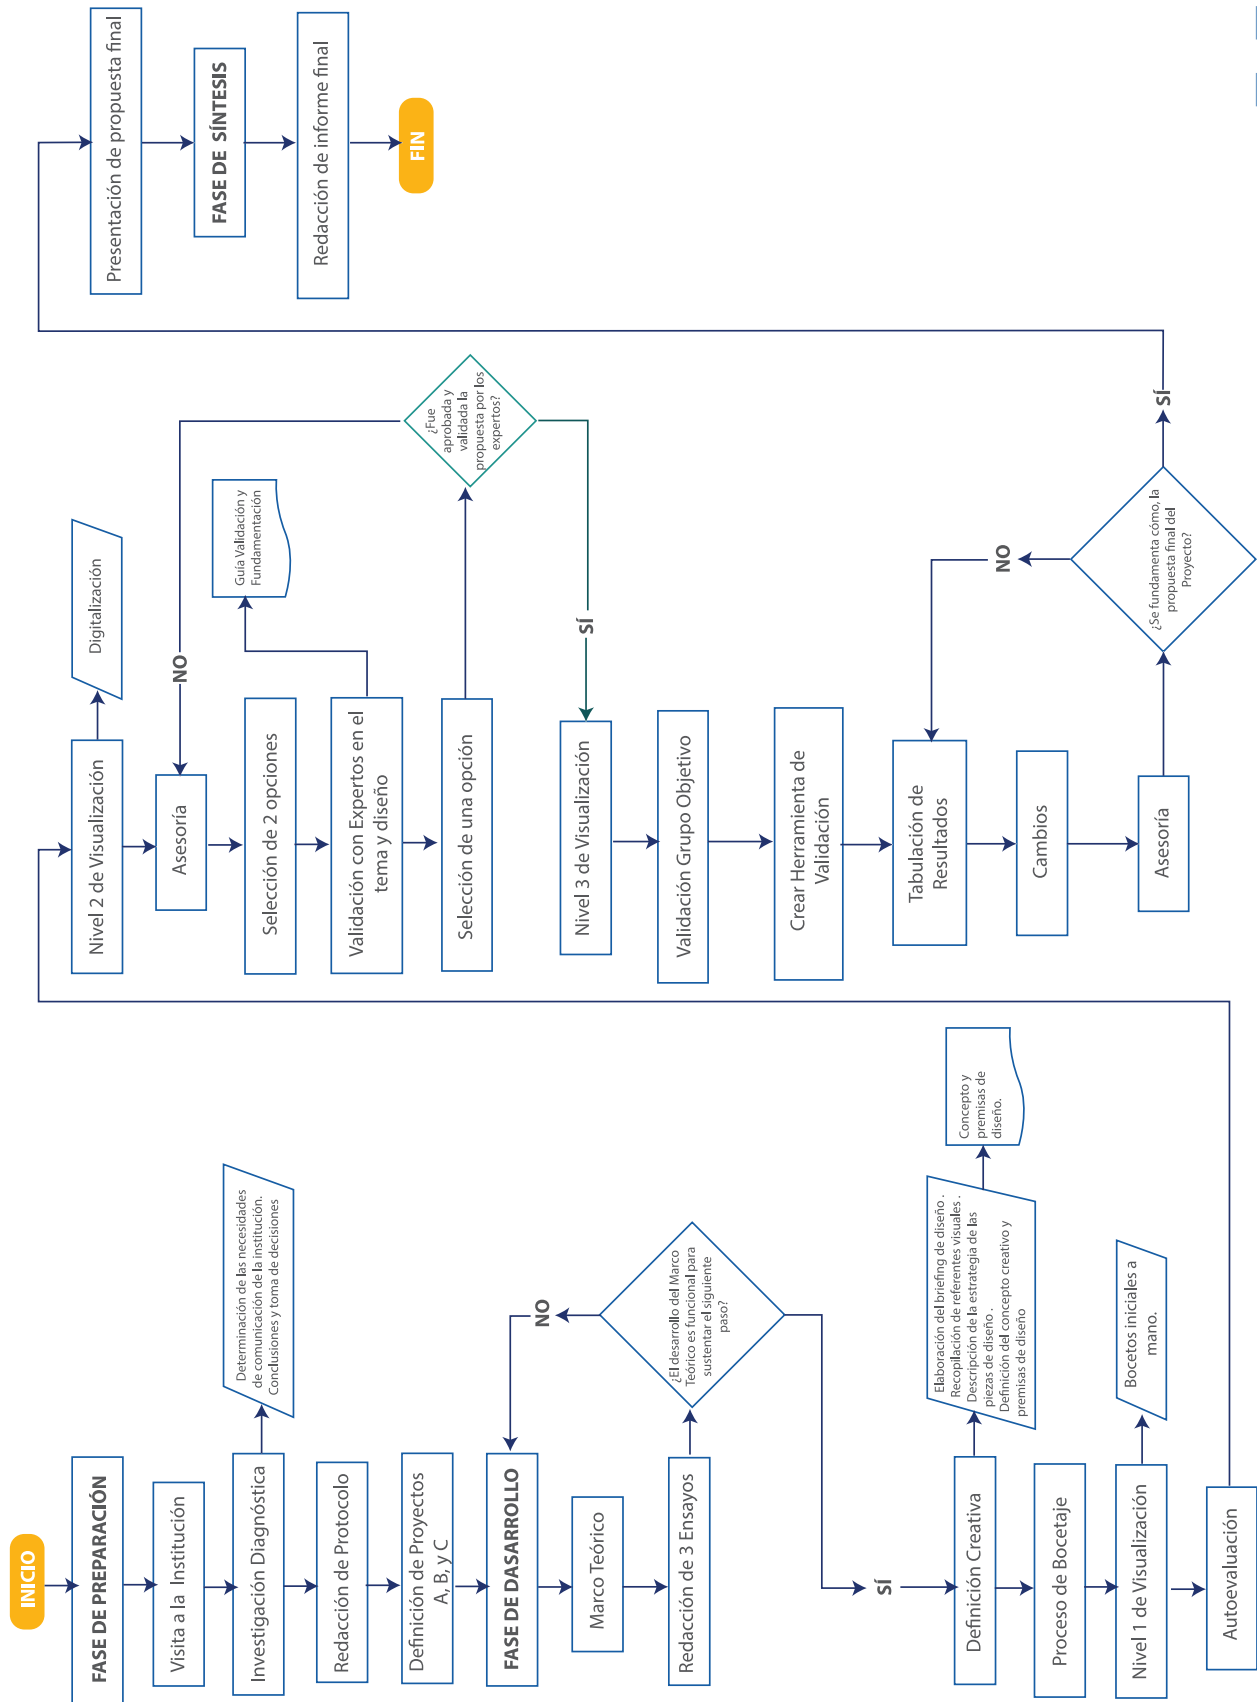 INICIO
FASE DE PREPARACIÓN
Visita a la Institución
Investigación Diagnóstica
Determinación de las necesidades
de comunicación de la institución.
Conclusiones y toma de decisiones
Redacción de Protocolo
Definición de Proyectos
A, B, y C
FASE DE DASARROLLO
Marco Teórico
Redacción de 3 Ensayos
¿El desarrollo del Marco
Teórico es funcional para
sustentar el siguiente
paso?
NO
SÍ
Definición Creativa
Elaboración del briefing de diseño .
Recopilación de referentes visuales .
Descripción de la estrategia de las
piezas de diseño .
Definición del concepto creativo y
premisas de diseño
Concepto y
premisas de
diseño.
Proceso de Bocetaje
Nivel 1 de Visualización
Bocetos iniciales a
mano.
Autoevaluación
Nivel 2 de Visualización
Digitalización
Asesoría
NO
Selección de 2 opciones
Validación con Expertos en el
tema y diseño
Guía Validación y
Fundamentación
Selección de una opción
¿Fue
aprobada y
validada la
propuesta por los
expertos?
SÍ
Nivel 3 de Visualización
Validación Grupo Objetivo
Crear Herramienta de
Validación
Tabulación de
Resultados
Cambios
Asesoría
¿Se fundamenta cómo, la
propuesta final del
Proyecto?
NO
SÍ
Presentación de propuesta final
FASE DE SÍNTESIS
Redacción de informe final
FIN